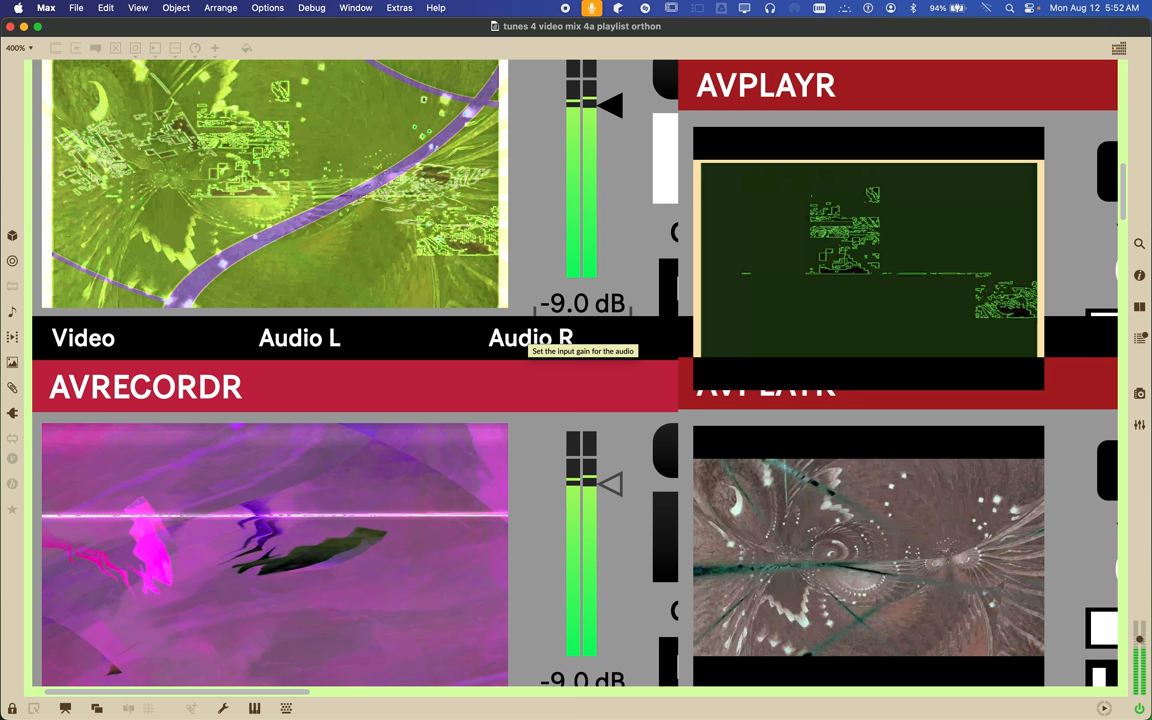 Max File Edit View Object Arrange Options Debug Window Extras Help
94% Mon Aug 12 5:52 AM
tunes 4 video mix 4a playlist orthon
400%
AVPLAYR
-9.0 dB
Video Audio L Audio R
Set the input gain for the audio
AVRECORDR
AVPLAYR
-9.0 dB